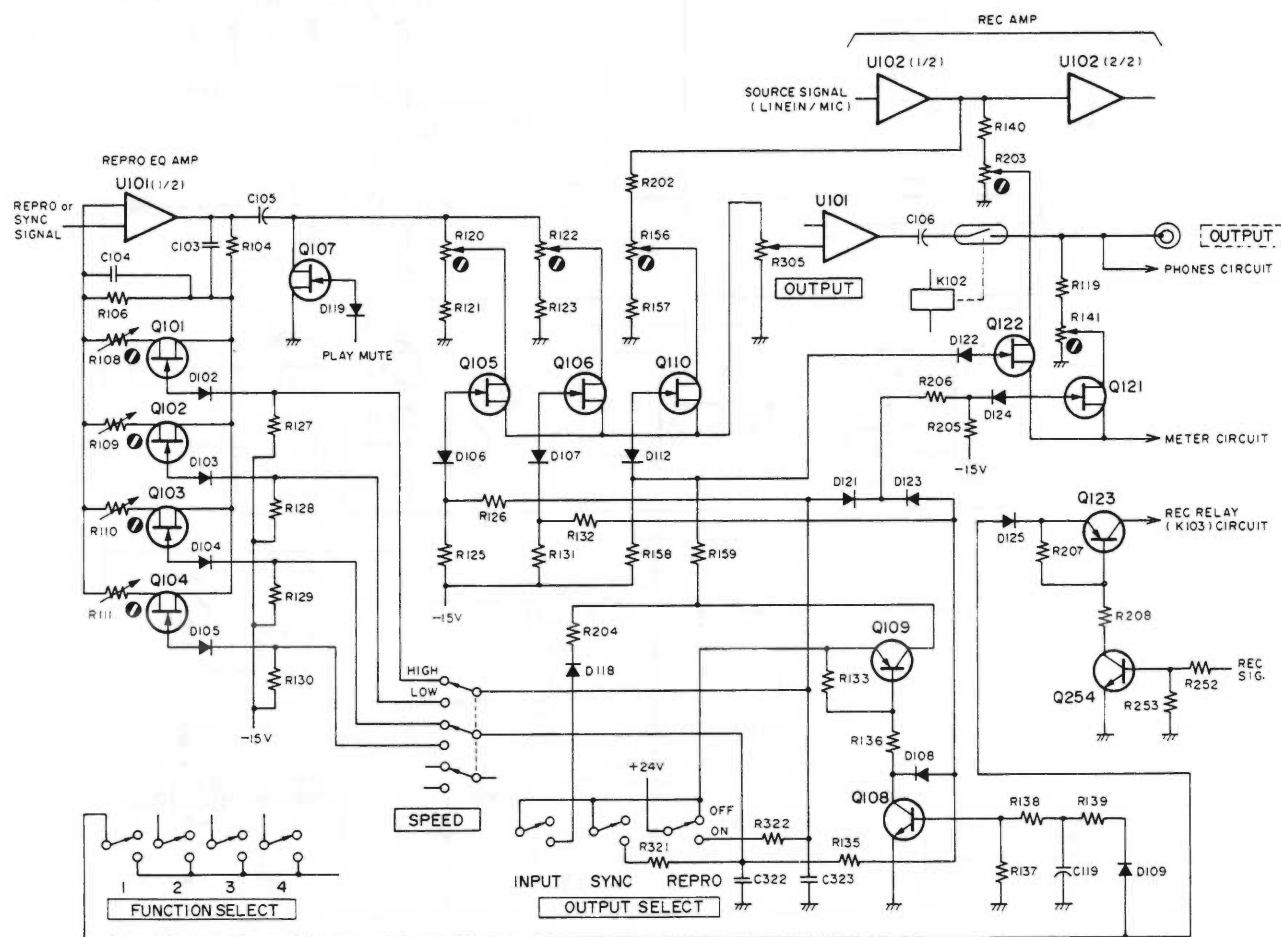 REC AMP
U102 (1/2)
U102 (2/2)
SOURCE SIGNAL
(LINEIN/MIC)
R140
R203
REPRO EQ AMP
U101 (1/2)
REPRO or
SYNC
SIGNAL
C105
C103
R104
C104
R106
Q107
D119
PLAY MUTE
R202
R120
R122
R156
R121
R123
R157
R305
OUTPUT
U101
C106
K102
OUTPUT
PHONES CIRCUIT
R119
R141
Q101
R108
D102
Q102
R109
D103
Q103
R110
D104
Q104
R111
D105
R127
R128
R129
R130
-15V
Q105
Q106
Q110
D106
D107
D112
R126
R132
R125
R131
R158
R159
-15V
D122
Q122
R206
D124
Q121
R205
-15V
METER CIRCUIT
D121
D123
Q123
D125
R207
REC RELAY
(K103) CIRCUIT
R208
Q254
R252
REC
SIG.
R253
R204
D118
Q109
R133
R136
D108
Q108
HIGH
LOW
SPEED
+24V
OFF
ON
R322
R321
R135
C322
C323
R138
R139
R137
C119
D109
INPUT
SYNC
REPRO
OUTPUT SELECT
1
2
3
4
FUNCTION SELECT